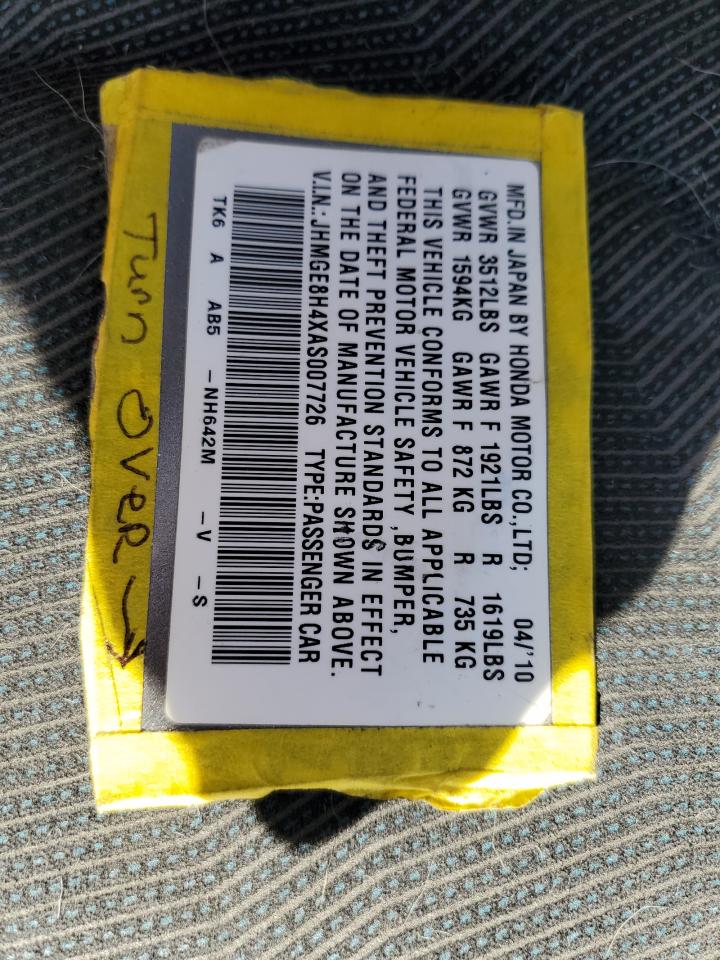 MFD.IN JAPAN BY HONDA MOTOR CO.,LTD; 04/'10
GVWR 3512LBS GAWR F 1921LBS R 1619LBS
GVWR 1594KG GAWR F 872 KG R 735 KG
THIS VEHICLE CONFORMS TO ALL APPLICABLE
FEDERAL MOTOR VEHICLE SAFETY ,BUMPER,
AND THEFT PREVENTION STANDARDS IN EFFECT
ON THE DATE OF MANUFACTURE SHOWN ABOVE.
V.I.N.: JHMGE8H4XAS007726 TYPE:PASSENGER CAR
TK6 A AB5 -NH642M -V -S
Turn OVER →